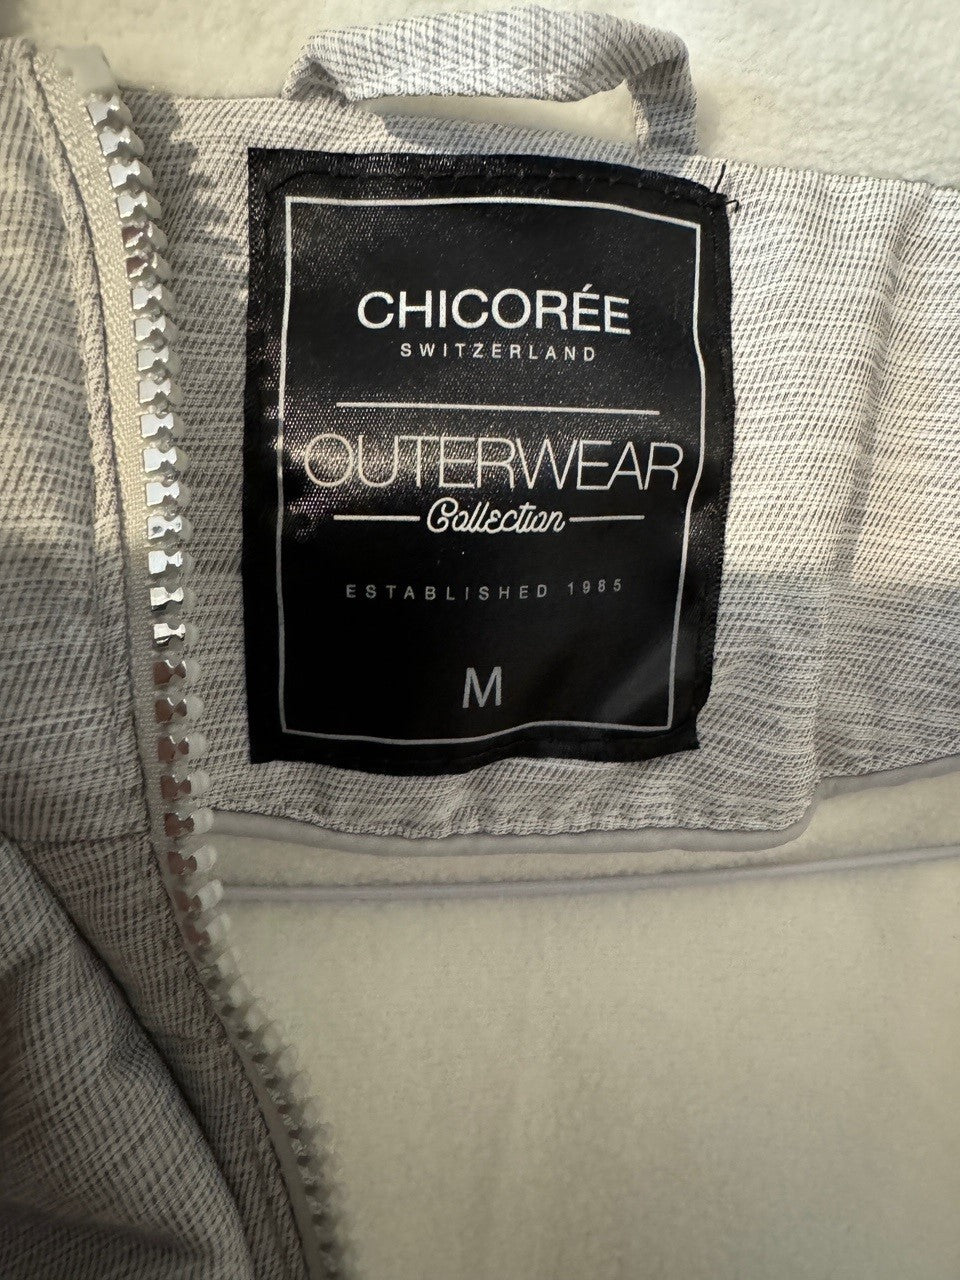 CHICORÉE
SWITZERLAND
OUTERWEAR
Collection
ESTABLISHED 1985
M